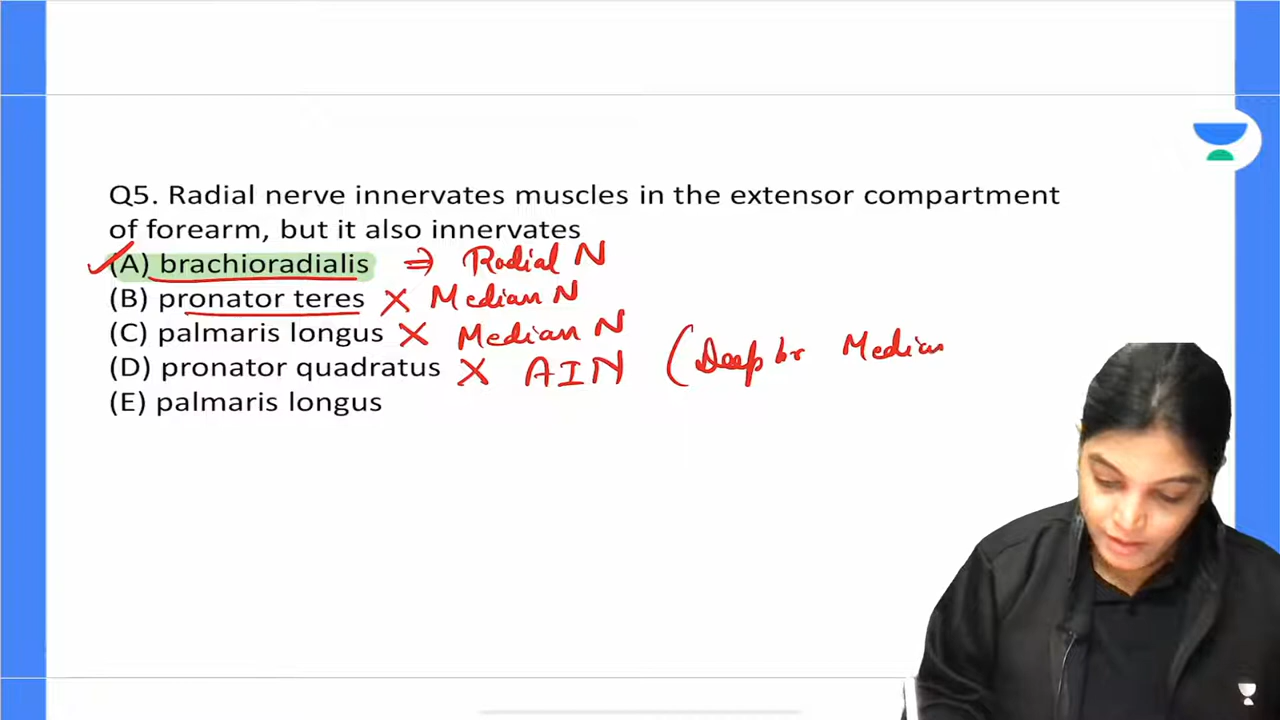 Q5. Radial nerve innervates muscles in the extensor compartment
of forearm, but it also innervates
(A) brachioradialis ⇒ Radial N
(B) pronator teres X Median N
(C) palmaris longus X Median N
(D) pronator quadratus X AIN (Deep br Median
(E) palmaris longus